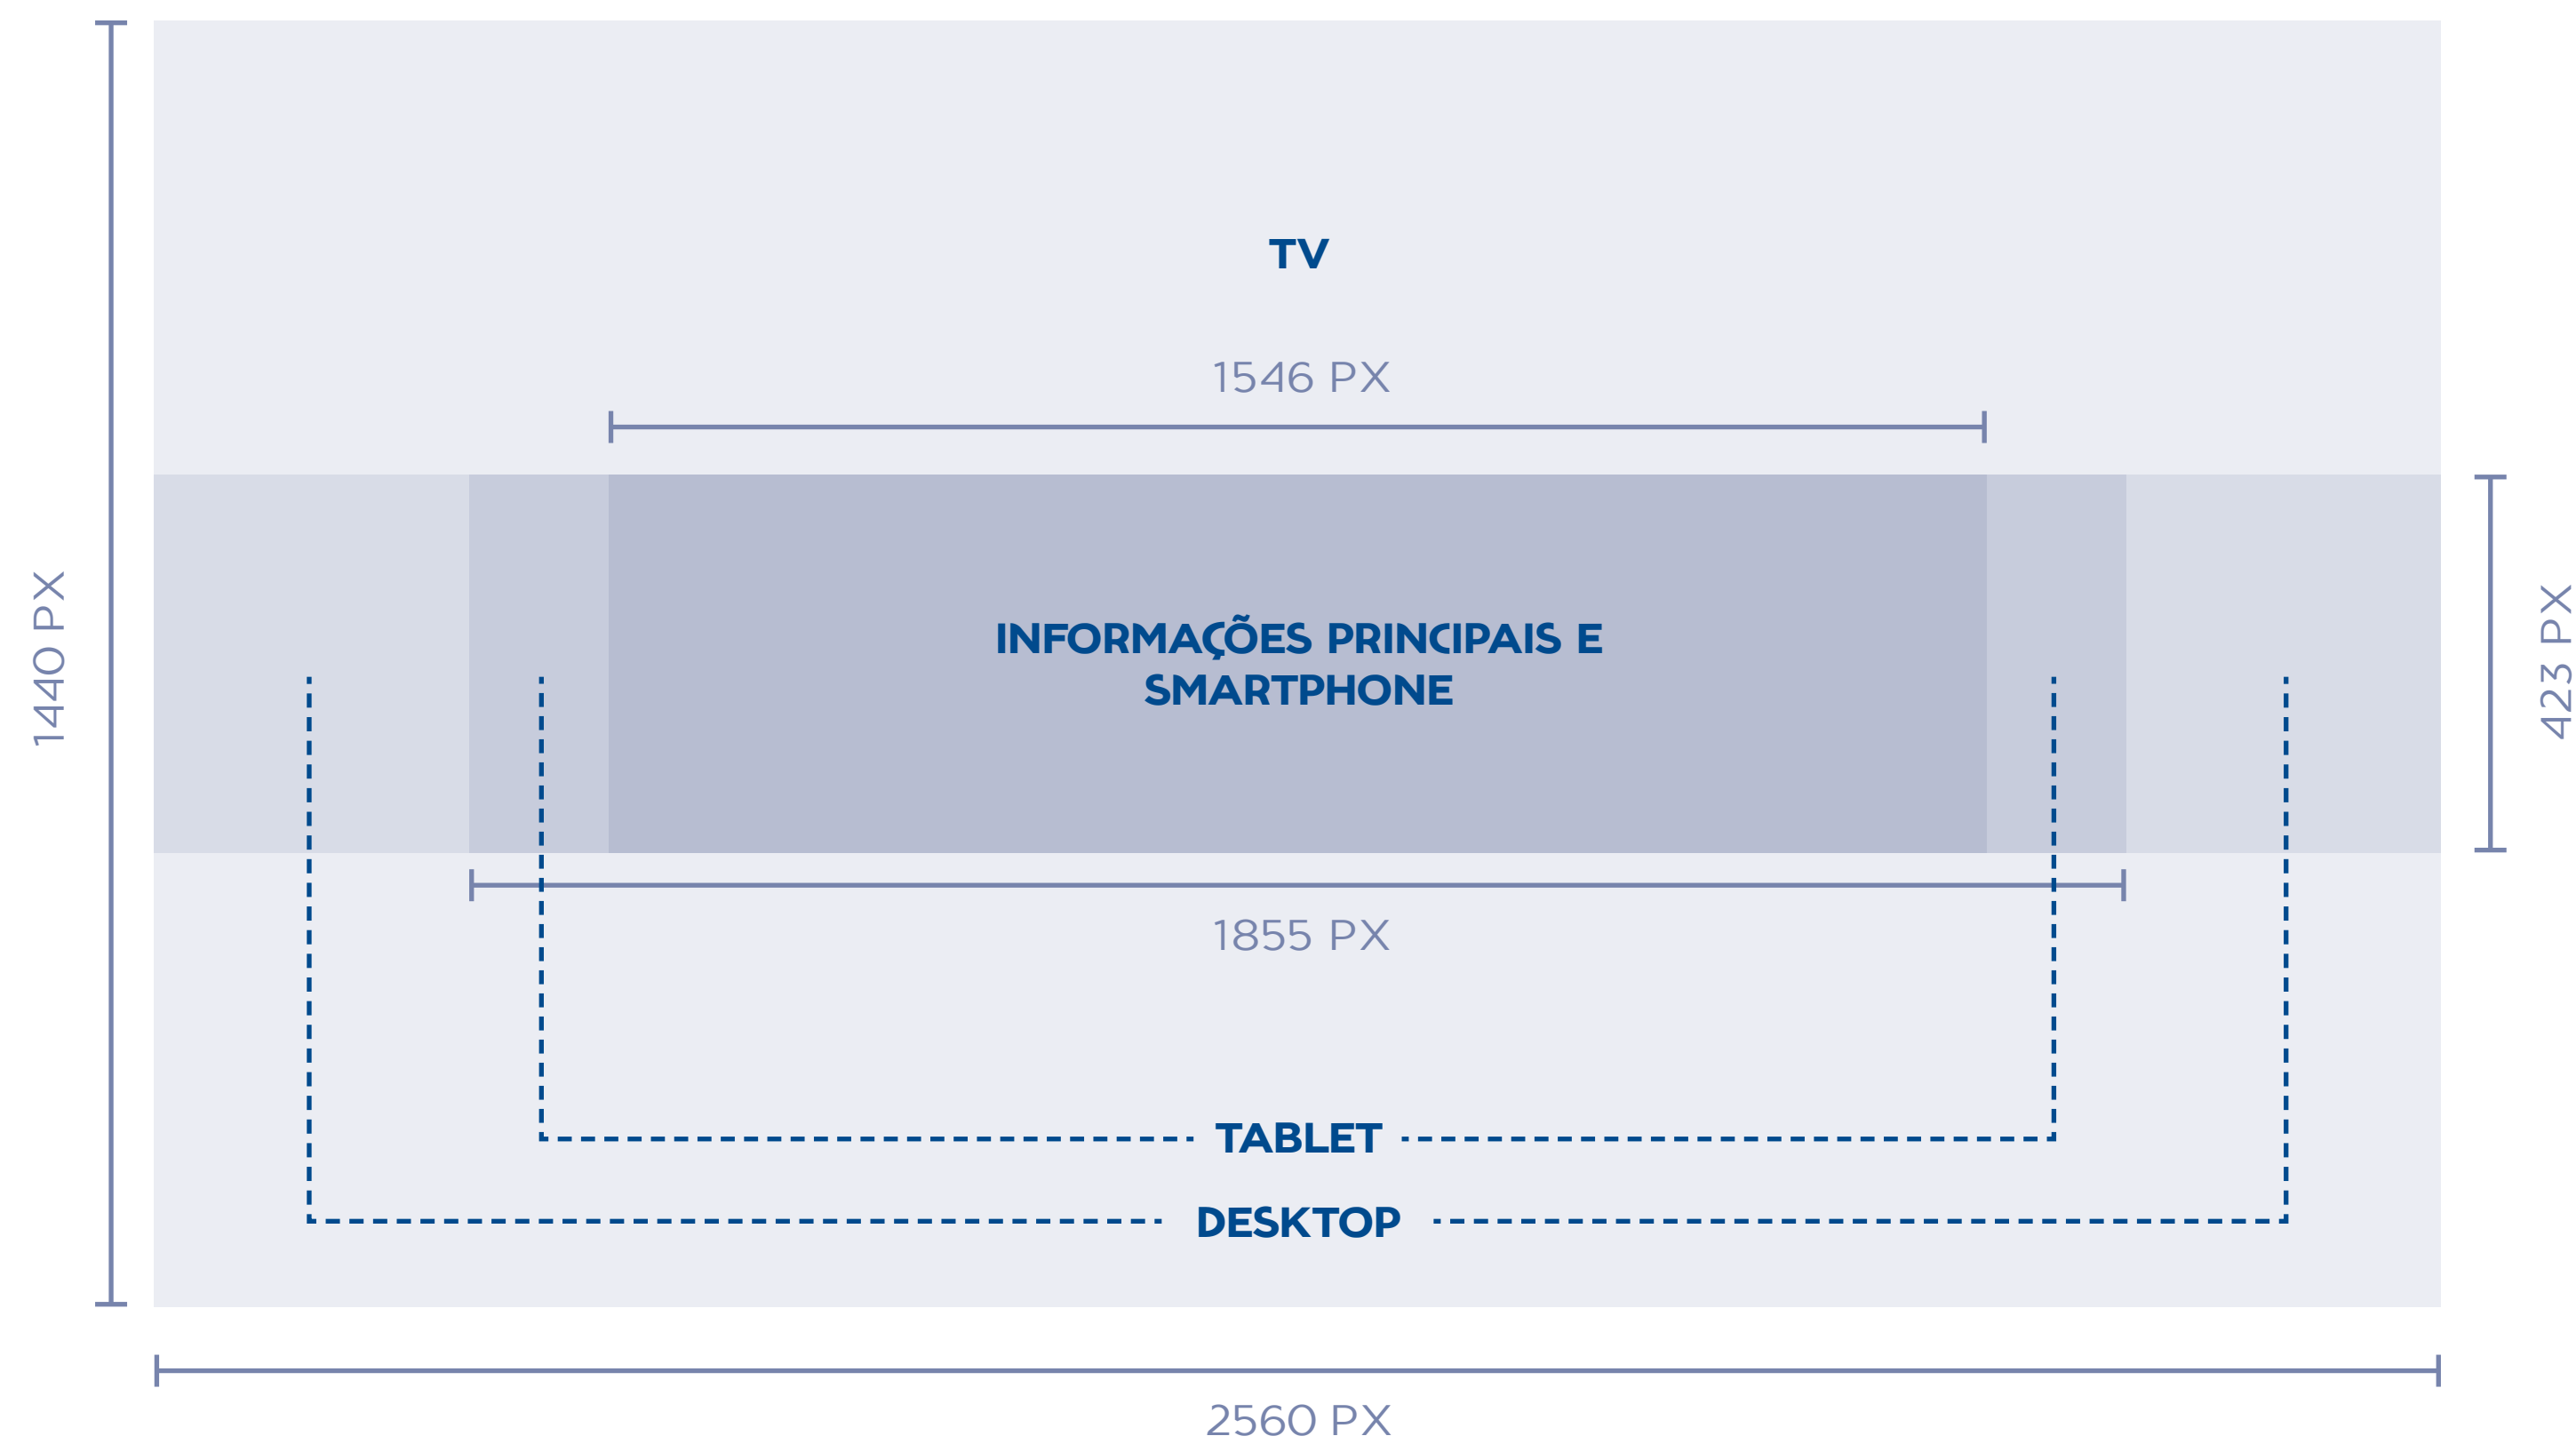 TV
1546 PX
1440 PX
INFORMAÇÕES PRINCIPAIS E
SMARTPHONE
423 PX
1855 PX
TABLET
DESKTOP
2560 PX